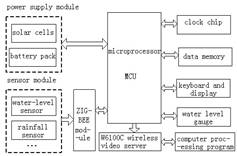 power supply module
solar cells
battery pack
sensor module
water-level
sensor
rainfall
sensor
...
ZIG-
BEE
mod-
ule
microprocessor
MCU
W6100C wireless
video server
clock chip
data memory
keyboard and
display
water level
gauge
computer proc-
essing program